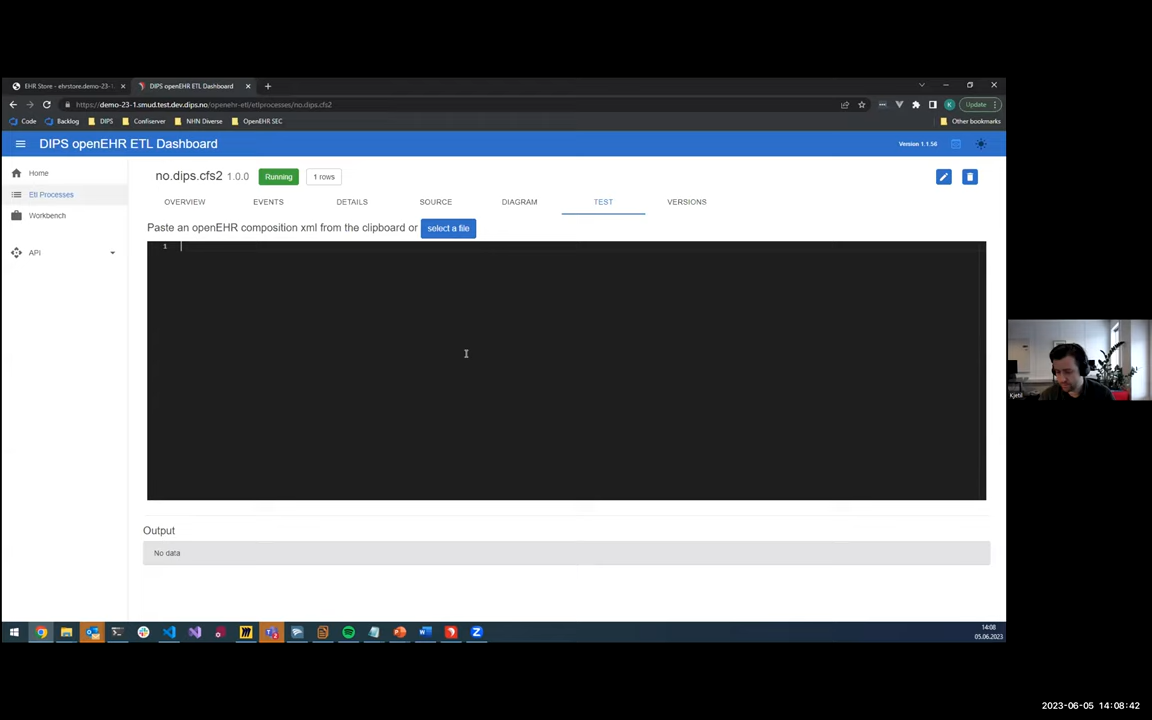 EHR Store - ehrstore.demo-23-1
DIPS openEHR ETL Dashboard
https://demo-23-1.smud.test.dev.dips.no/openehr-etl/etlprocesses/no.dips.cfs2
Update
Code
Backlog
DIPS
Confiserver
NHN Diverse
OpenEHR SEC
Other bookmarks
DIPS openEHR ETL Dashboard
Version 1.1.56
Home
Etl Processes
Workbench
API
no.dips.cfs2 1.0.0 Running 1 rows
OVERVIEW EVENTS DETAILS SOURCE DIAGRAM TEST VERSIONS
Paste an openEHR composition xml from the clipboard or select a file
1
Output
No data
Kjetil
14:08
05.06.2023
2023-06-05 14:08:42